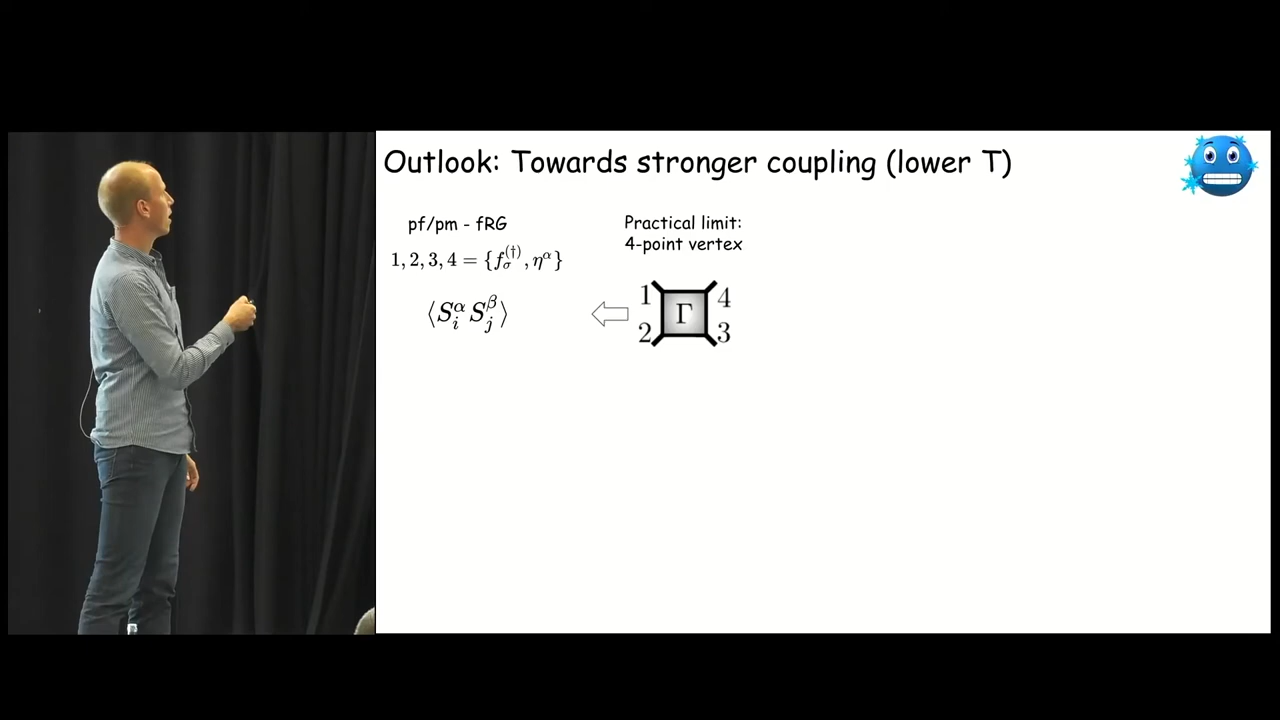 Outlook: Towards stronger coupling (lower T)
pf/pm - fRG
1, 2, 3, 4 = {f_σ^(†), η^α}
⟨S_i^α S_j^β⟩
Practical limit:
4-point vertex
1 4
Γ
2 3